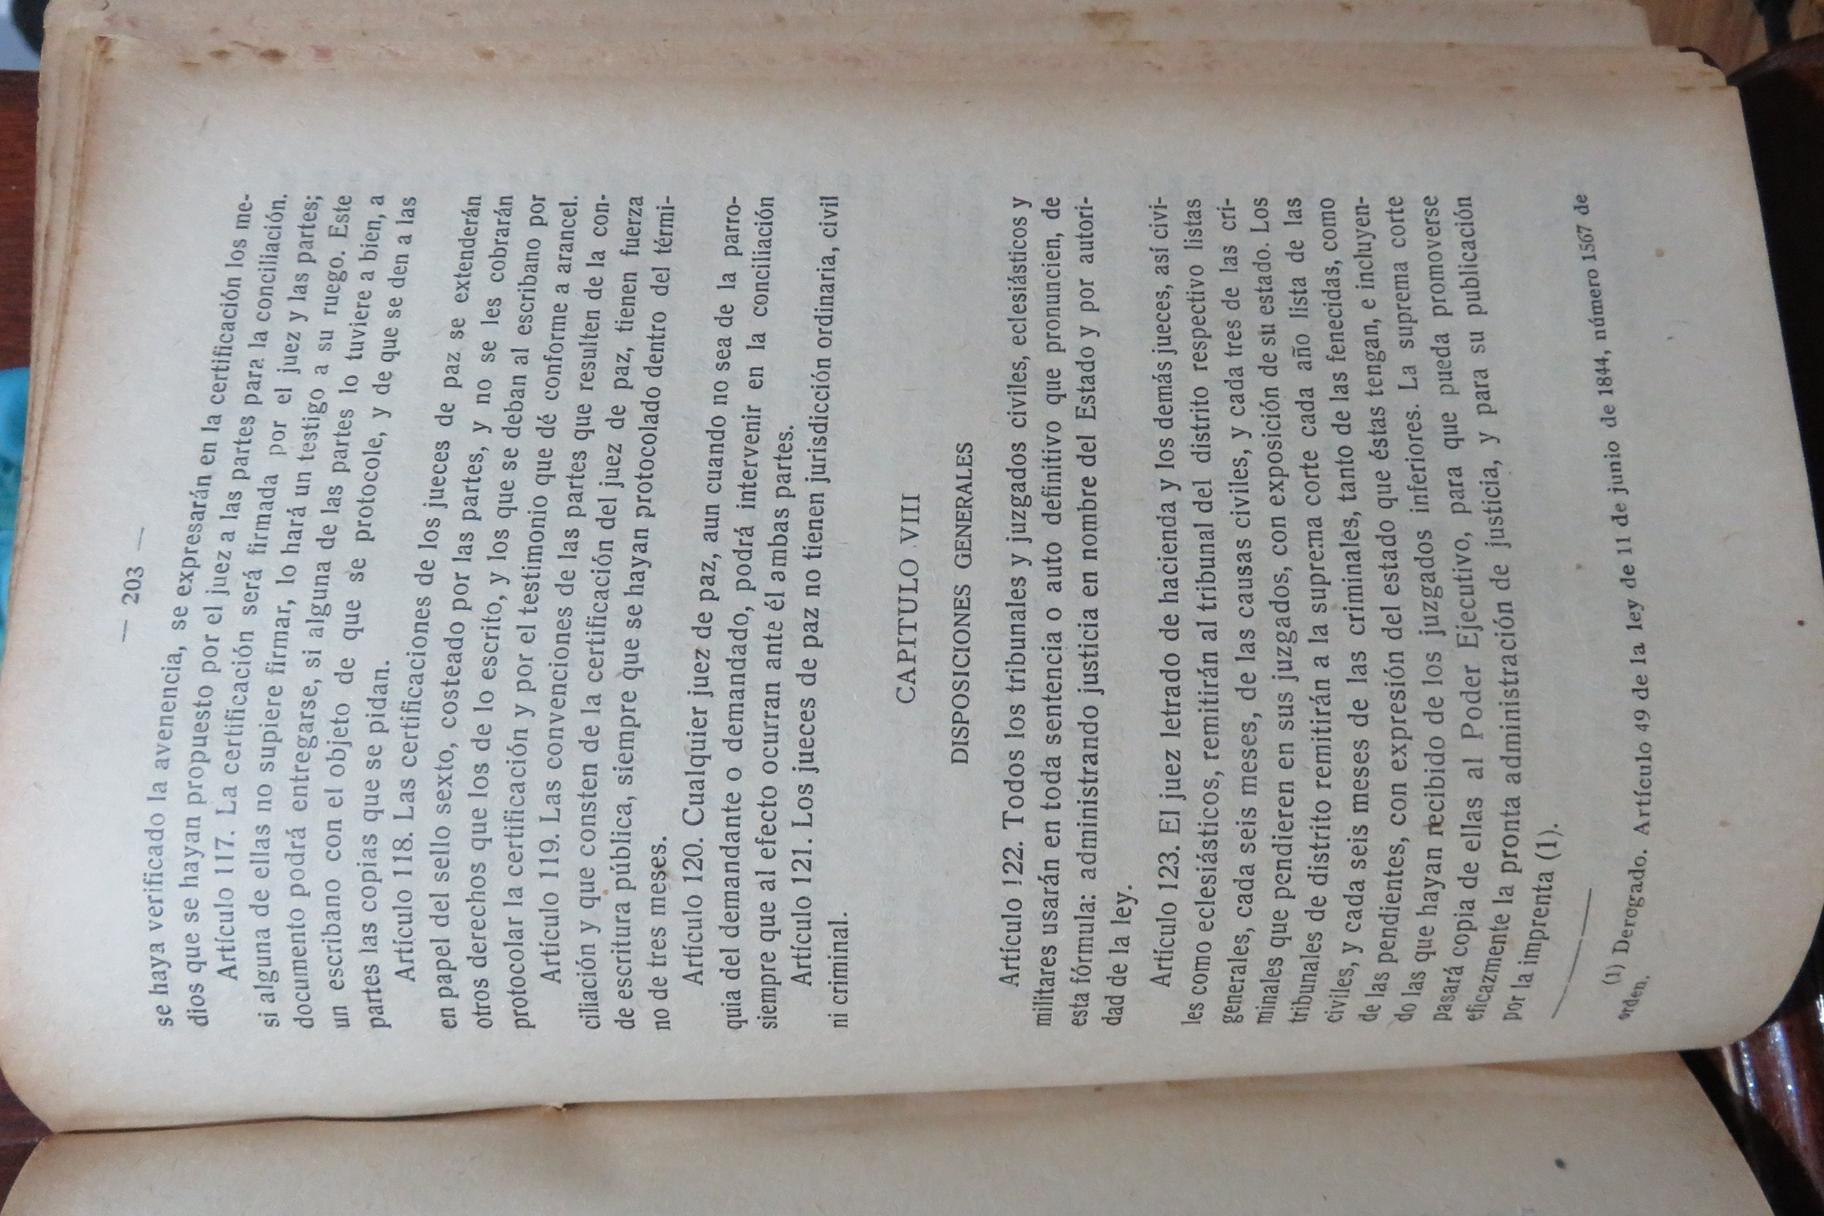 — 203 —
se haya verificado la avenencia, se expresarán en la certificación los me-
dios que se hayan propuesto por el juez a las partes para la conciliación.
Artículo 117. La certificación será firmada por el juez y las partes;
si alguna de ellas no supiere firmar, lo hará un testigo a su ruego. Este
documento podrá entregarse, si alguna de las partes lo tuviere a bien, a
un escribano con el objeto de que se protocole, y de que se den a las
partes las copias que se pidan.
Artículo 118. Las certificaciones de los jueces de paz se extenderán
en papel del sello sexto, costeado por las partes, y no se les cobrarán
otros derechos que los de lo escrito, y los que se deban al escribano por
protocolar la certificación y por el testimonio que dé conforme a arancel.
Artículo 119. Las convenciones de las partes que resulten de la con-
ciliación y que consten de la certificación del juez de paz, tienen fuerza
de escritura pública, siempre que se hayan protocolado dentro del térmi-
no de tres meses.
Artículo 120. Cualquier juez de paz, aun cuando no sea de la parro-
quia del demandante o demandado, podrá intervenir en la conciliación
siempre que al efecto ocurran ante él ambas partes.
Artículo 121. Los jueces de paz no tienen jurisdicción ordinaria, civil
ni criminal.
CAPITULO VIII
DISPOSICIONES GENERALES
Artículo 122. Todos los tribunales y juzgados civiles, eclesiásticos y
militares usarán en toda sentencia o auto definitivo que pronuncien, de
esta fórmula: administrando justicia en nombre del Estado y por autori-
dad de la ley.
Artículo 123. El juez letrado de hacienda y los demás jueces, así civi-
les como eclesiásticos, remitirán al tribunal del distrito respectivo listas
generales, cada seis meses, de las causas civiles, y cada tres de las cri-
minales que pendieren en sus juzgados, con exposición de su estado. Los
tribunales de distrito remitirán a la suprema corte cada año lista de las
civiles, y cada seis meses de las criminales, tanto de las fenecidas, como
de las pendientes, con expresión del estado que éstas tengan, e incluyen-
do las que hayan recibido de los juzgados inferiores. La suprema corte
pasará copia de ellas al Poder Ejecutivo, para que pueda promoverse
eficazmente la pronta administración de justicia, y para su publicación
por la imprenta (1).
(1) Derogado. Artículo 49 de la ley de 11 de junio de 1844, número 1567 de
orden.